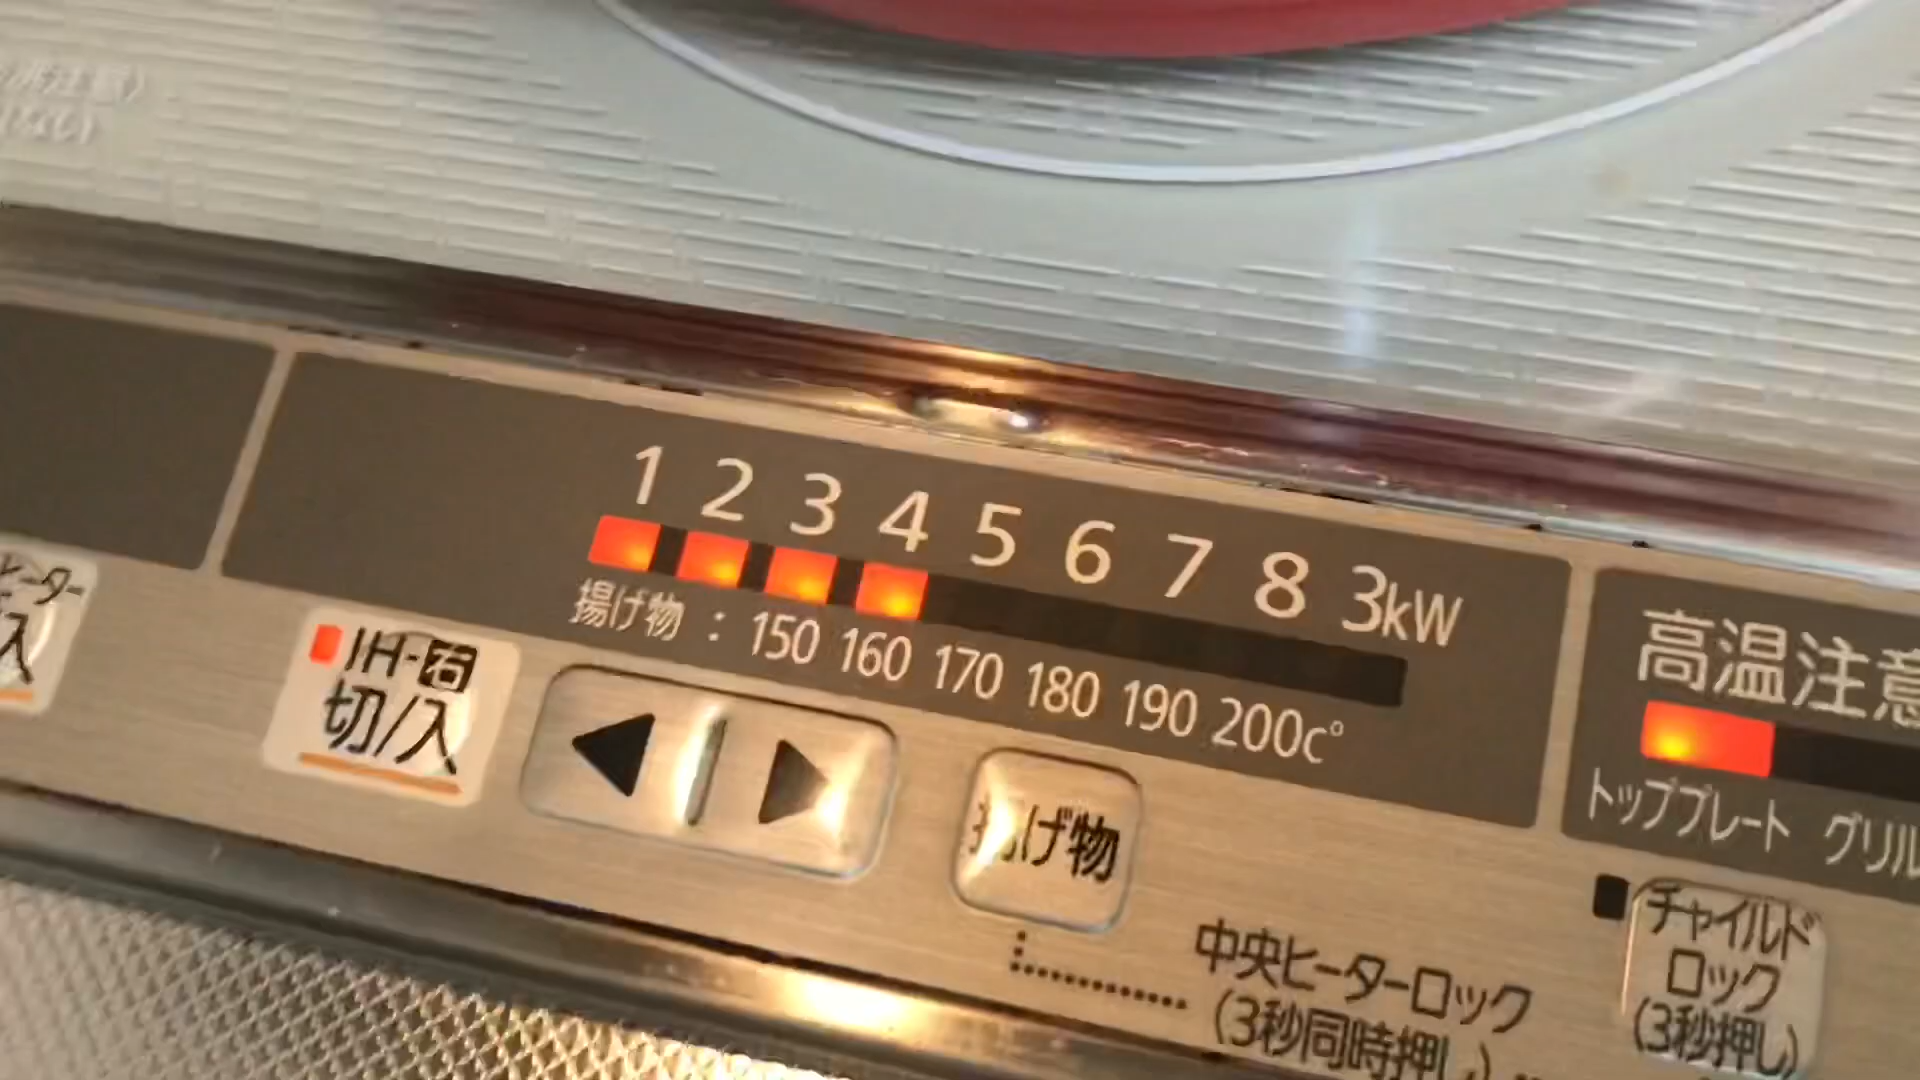 注意)
1 2 3 4 5 6 7 8 3kW
揚げ物 : 150 160 170 180 190 200c°
高温注意
トッププレート グリル
ヒーター
入
IH-右
切/入
揚げ物
中央ヒーターロック
(3秒同時押し)
チャイルド
ロック
(3秒押し)